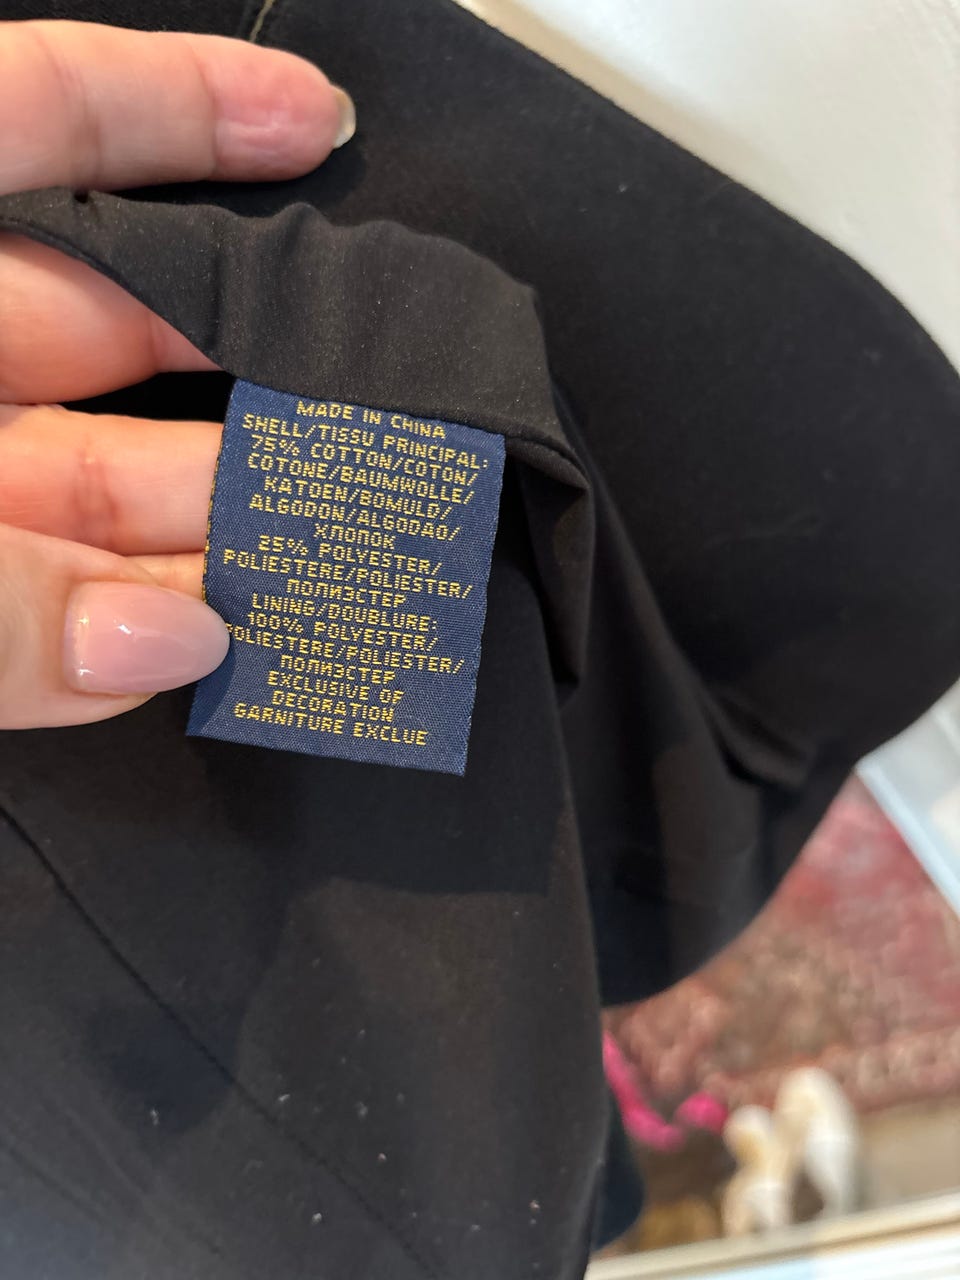 MADE IN CHINA
SHELL/TISSU PRINCIPAL:
75% COTTON/COTON/
COTONE/BAUMWOLLE/
KATOEN/BOMULD/
ALGODON/ALGODAO/
ХЛОПОК
25% POLYESTER/
POLIESTERE/POLIESTER/
ПОЛИЭСТЕР
LINING/DOUBLURE:
100% POLYESTER/
POLIESTERE/POLIESTER/
ПОЛИЭСТЕР
EXCLUSIVE OF
DECORATION
GARNITURE EXCLUE